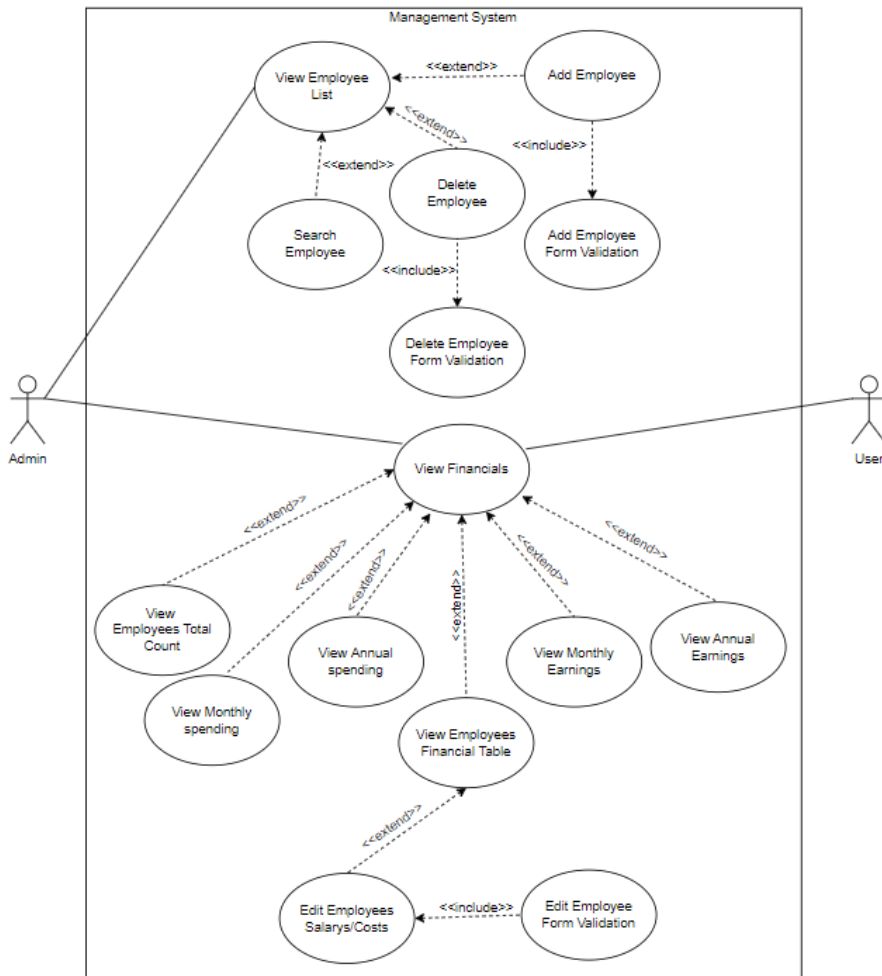 Management System
View Employee
List
<<extend>>
Add Employee
<<extend>>
<<include>>
<<extend>>
Delete
Employee
Search
Employee
Add Employee
Form Validation
<<include>>
Delete Employee
Form Validation
Admin
User
View Financials
<<extend>>
<<extend>>
<<extend>>
<<extend>>
<<extend>>
<<extend>>
View
Employees Total
Count
View Annual
spending
View Monthly
Earnings
View Annual
Earnings
View Monthly
spending
View Employees
Financial Table
<<extend>>
Edit Employees
Salarys/Costs
<<include>>
Edit Employee
Form Validation